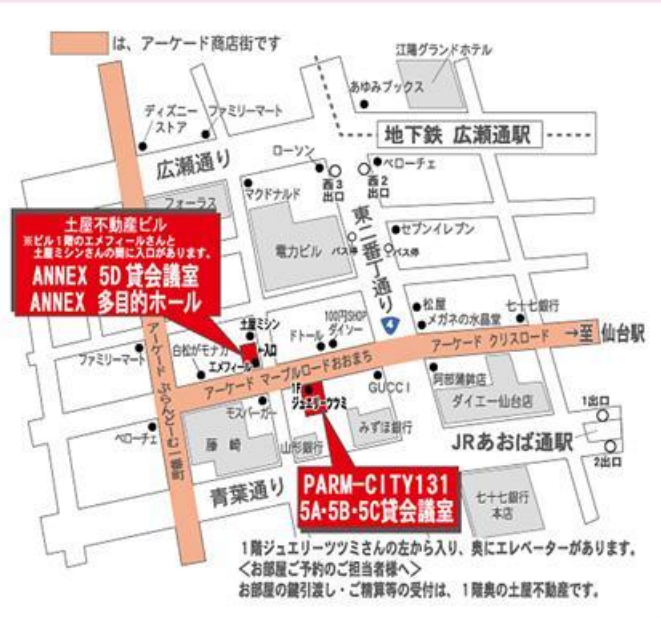 は、アーケード商店街です
江陽グランドホテル
あゆみブックス
ディズニー
ストア
ファミリーマート
地下鉄 広瀬通駅
広瀬通り
ローソン
西3
出口
西2
出口
ベローチェ
マクドナルド
フォーラス
東二番丁通り
セブンイレブン
バス停
バス停
電力ビル
土屋不動産ビル
※ビル1階のエメフィールさんと
土屋ミシンさんの間に入口があります。
ANNEX 5D 貸会議室
ANNEX 多目的ホール
4
松屋
メガネの水晶堂
七十七銀行
100円SHOP
ダイソー
ドトール
土屋ミシン
入口
エメフィール
白松がモナカ
ファミリーマート
アーケード クリスロード
→至 仙台駅
アーケード マーブルロードおおまち
アーケード ぶらんどーむ一番町
1F
ジュエリーツツミ
GUCCI
阿部蒲鉾店
ダイエー仙台店
1出口
JRあおば通駅
2出口
モスバーガー
ベローチェ
藤崎
山形銀行
みずほ銀行
青葉通り
七十七銀行
本店
PARM-CITY131
5A・5B・5C貸会議室
1階ジュエリーツツミさんの左から入り、奥にエレベーターがあります。
＜お部屋ご予約のご担当者様へ＞
お部屋の鍵引渡し・ご精算等の受付は、1階奥の土屋不動産です。